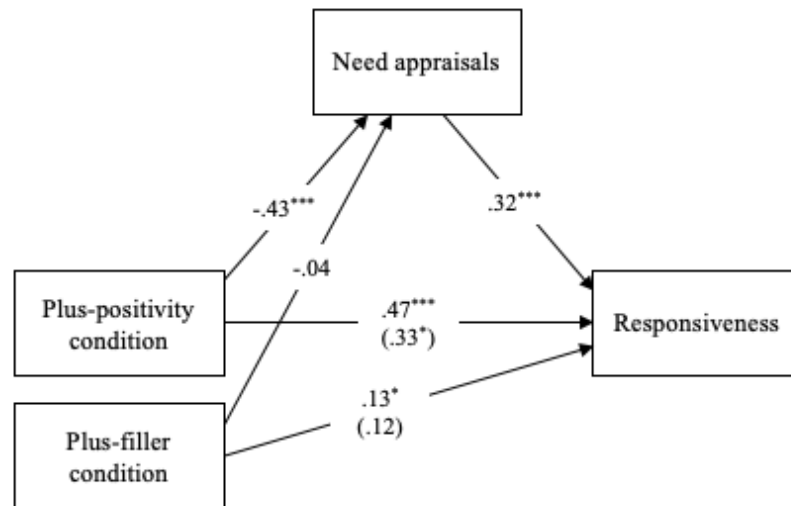 Need appraisals
-.43***
.32***
-.04
Plus-positivity
condition
.47***
(.33*)
Responsiveness
.13*
(.12)
Plus-filler
condition